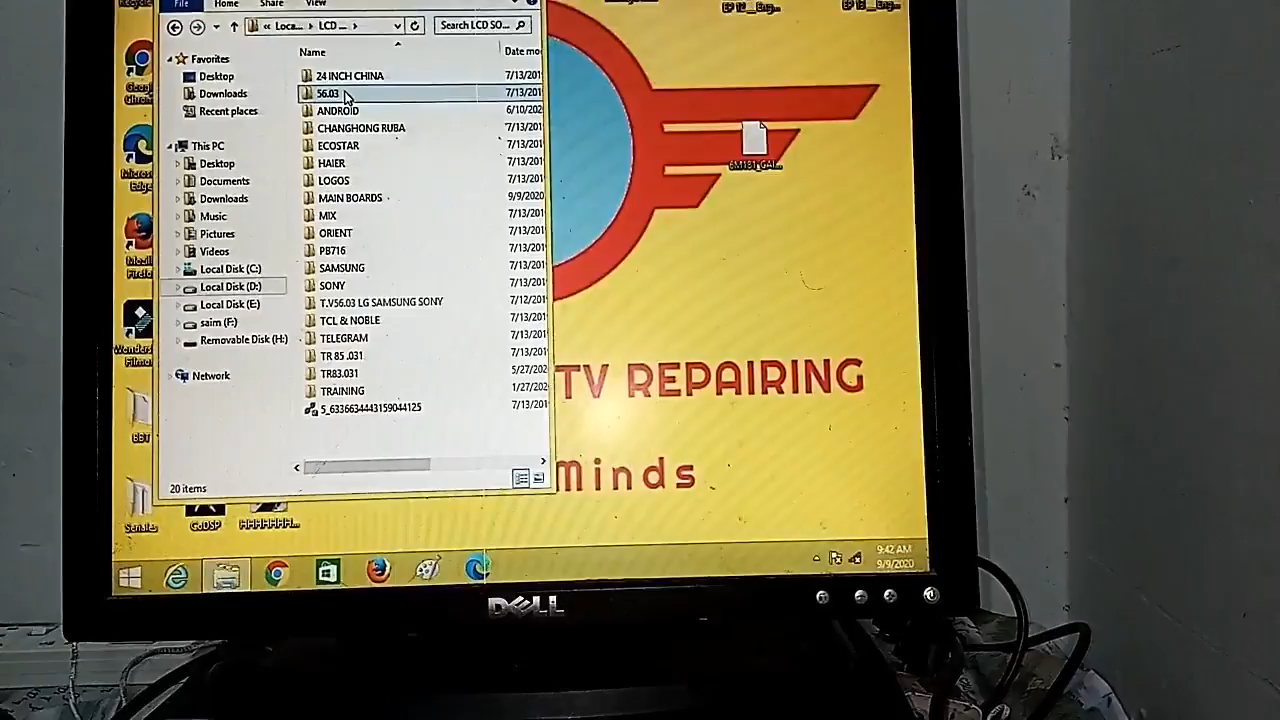 File Home Share View
« Loca... LCD ... Search LCD SO...
Name Date mo
Favorites
Desktop
Downloads
Recent places
This PC
Desktop
Documents
Downloads
Music
Pictures
Videos
Local Disk (C:)
Local Disk (D:)
Local Disk (E:)
saim (F:)
Removable Disk (H:)
Network
24 INCH CHINA 7/13/201
56.03 7/13/201
ANDROID 6/10/202
CHANGHONG RUBA 7/13/201
ECOSTAR 7/13/201
HAIER 7/13/201
LOGOS 7/13/201
MAIN BOARDS 9/9/2020
MIX 7/13/201
ORIENT 7/13/201
PB716 7/13/201
SAMSUNG 7/13/201
SONY 7/13/201
T.V56.03 LG SAMSUNG SONY 7/12/201
TCL & NOBLE 7/13/201
TELEGRAM 7/13/201
TR 85 .031 7/13/201
TR83.031 5/27/202
TRAINING 1/27/202
5_6336634443159044125 7/13/201
20 items
TV REPAIRING
Minds
BBT
Seriales
CoDSP
HHHHHHH...
9:42 AM
9/9/2020
DELL